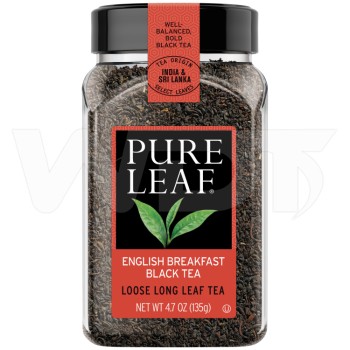 WELL-
BALANCED,
BOLD
BLACK TEA
TEA ORIGIN
INDIA &
SRI LANKA
SELECT LEAVES
PURE
LEAF®
ENGLISH BREAKFAST
BLACK TEA
LOOSE LONG LEAF TEA
NET WT 4.7 OZ (135g) U